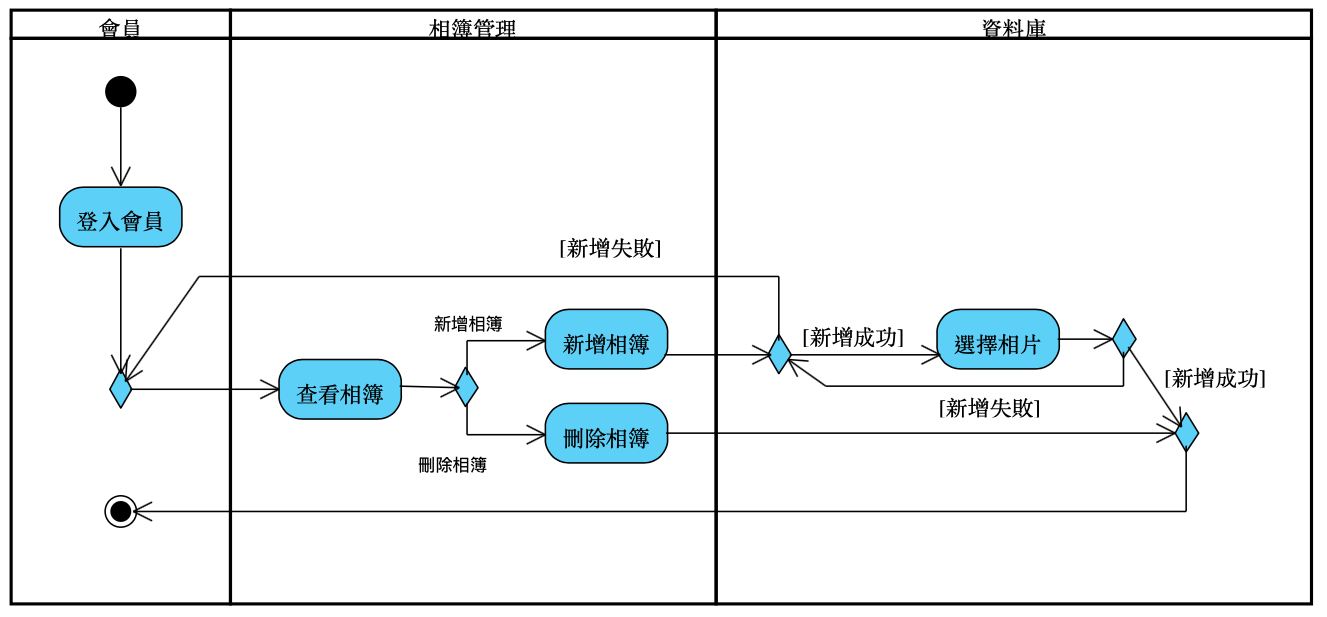 會員
相簿管理
資料庫
登入會員
[新增失敗]
新增相簿
新增相簿
[新增成功]
選擇相片
查看相簿
[新增成功]
[新增失敗]
刪除相簿
刪除相簿